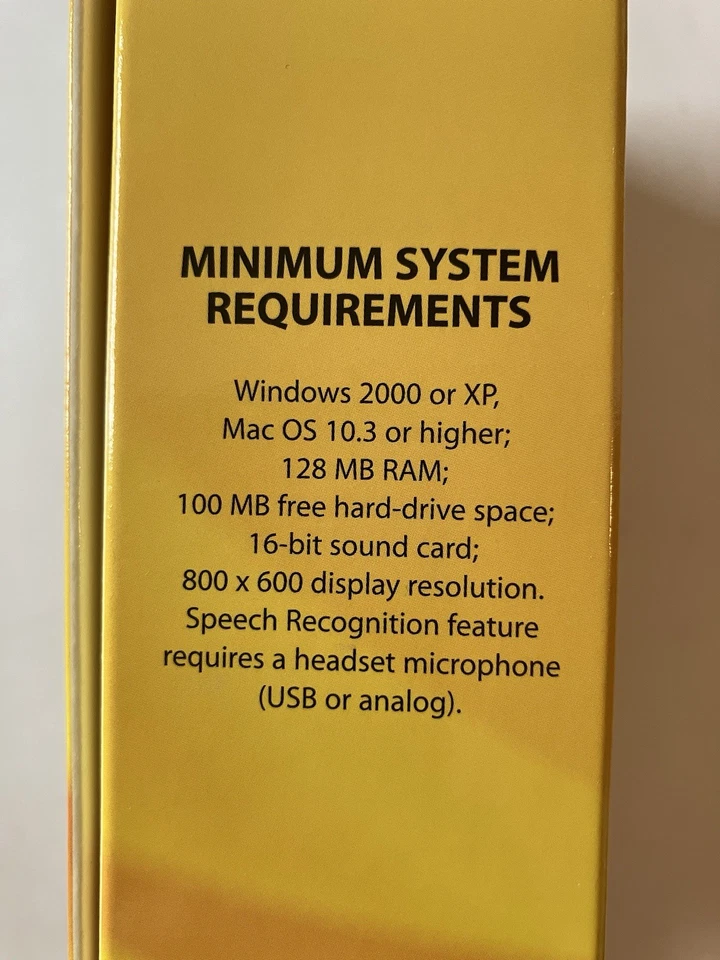 MINIMUM SYSTEM
REQUIREMENTS
Windows 2000 or XP,
Mac OS 10.3 or higher;
128 MB RAM;
100 MB free hard-drive space;
16-bit sound card;
800 x 600 display resolution.
Speech Recognition feature
requires a headset microphone
(USB or analog).